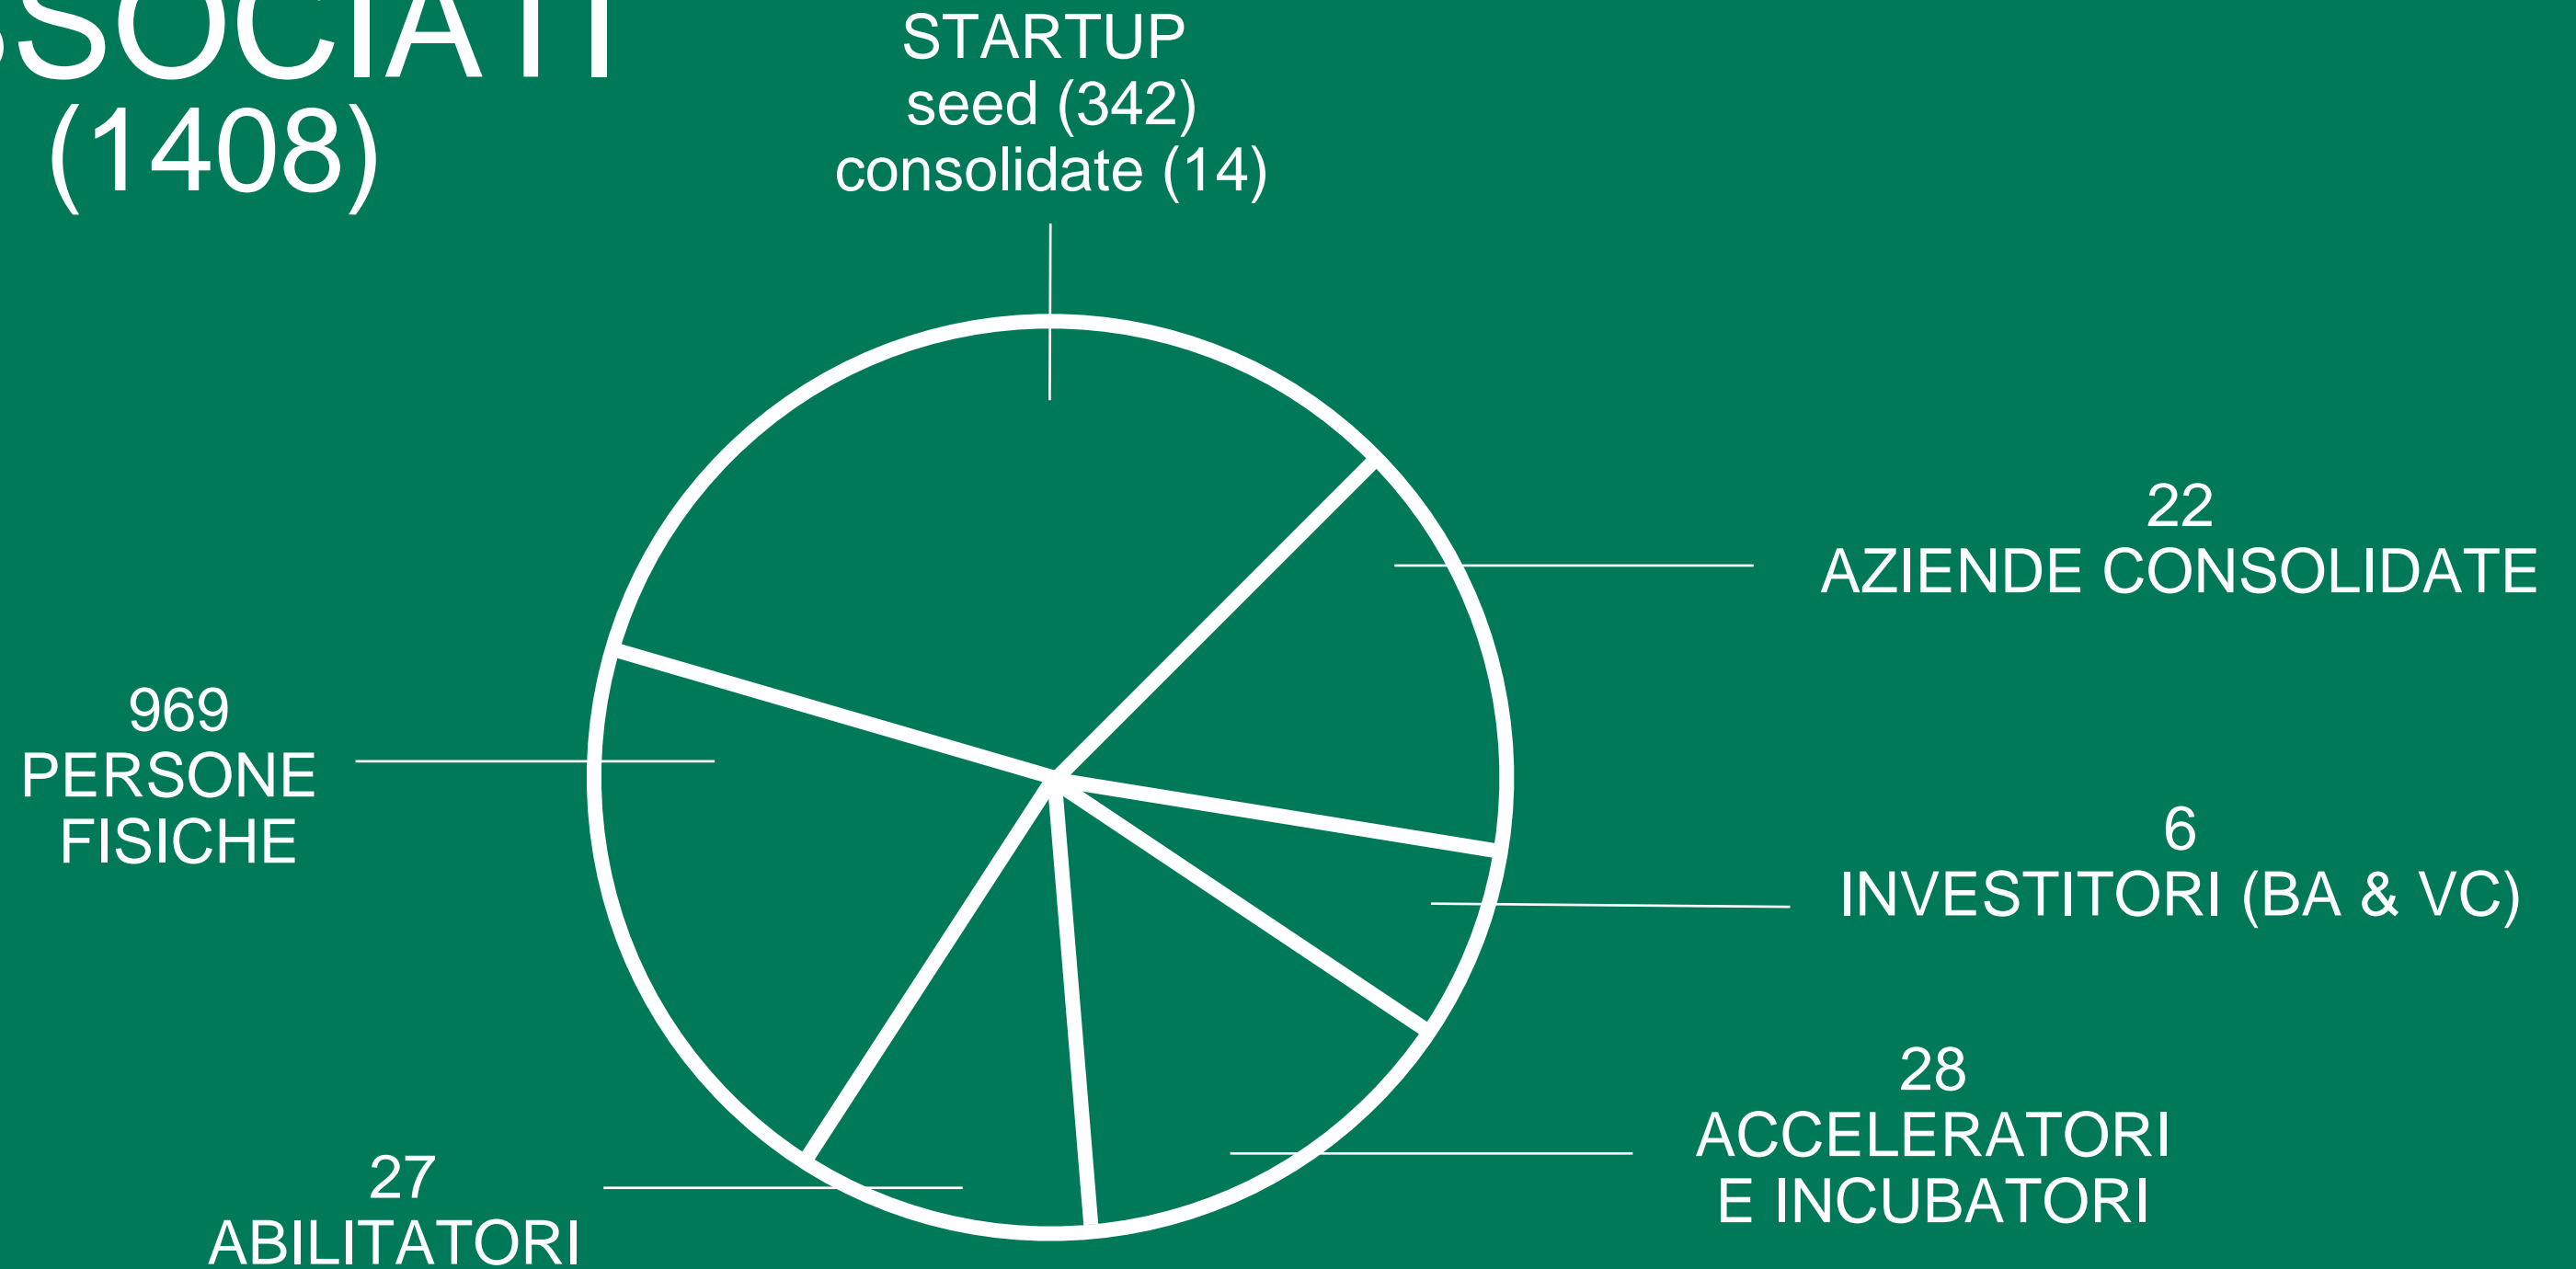 SSOCIATI
(1408)
STARTUP
seed (342)
consolidate (14)
22
AZIENDE CONSOLIDATE
969
PERSONE
FISICHE
6
INVESTITORI (BA & VC)
28
ACCELERATORI
E INCUBATORI
27
ABILITATORI